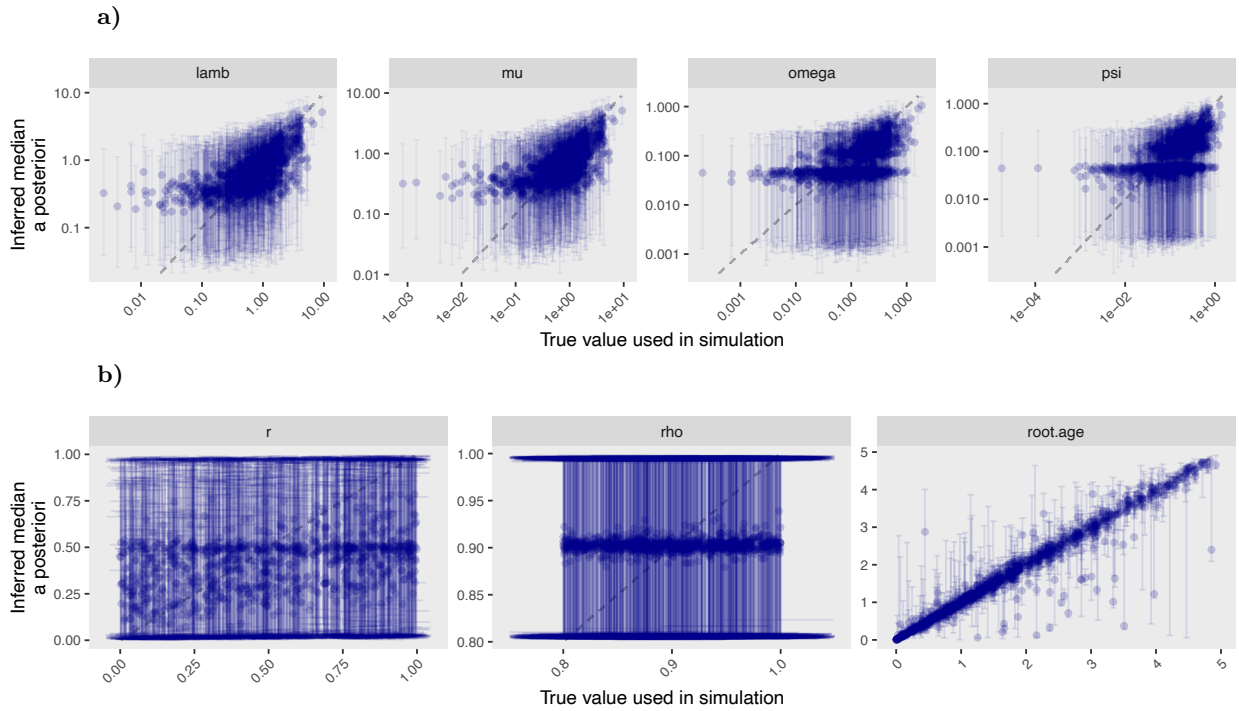 a)
lamb mu omega psi
10.0
1.0
0.1
10.00
1.00
0.10
0.01
1.000
0.100
0.010
0.001
1.000
0.100
0.010
0.001
Inferred median
a posteriori
0.01 0.10 1.00 10.00
1e−03 1e−02 1e−01 1e+00 1e+01
0.001 0.010 0.100 1.000
1e−04 1e−02 1e+00
True value used in simulation
b)
r rho root.age
1.00
0.75
0.50
0.25
0.00
1.00
0.95
0.90
0.85
0.80
5
4
3
2
1
0
Inferred median
a posteriori
0.00 0.25 0.50 0.75 1.00
0.8 0.9 1.0
0 1 2 3 4 5
True value used in simulation